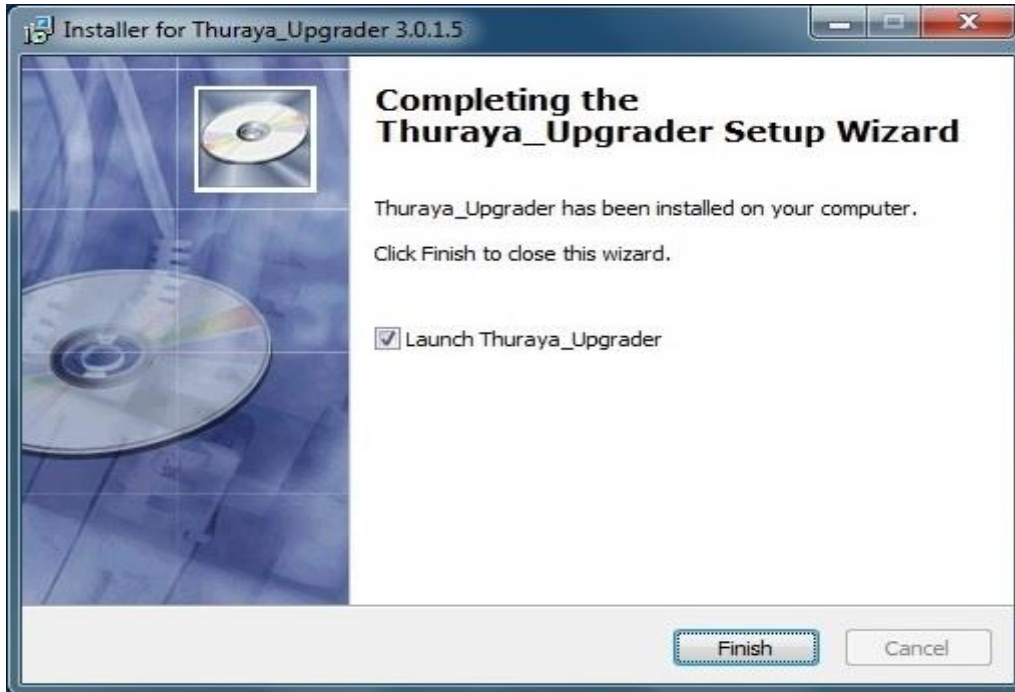 Installer for Thuraya_Upgrader 3.0.1.5
Completing the
Thuraya_Upgrader Setup Wizard
Thuraya_Upgrader has been installed on your computer.
Click Finish to close this wizard.
Launch Thuraya_Upgrader
Finish
Cancel